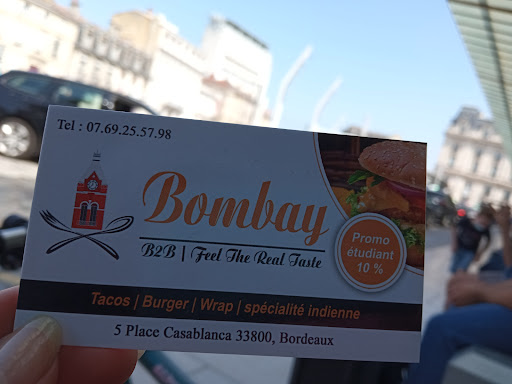 Tel : 07.69.25.57.98
Bombay
B2B | Feel The Real Taste
Promo
étudiant
10 %
Tacos | Burger | Wrap | spécialité indienne
5 Place Casablanca 33800, Bordeaux